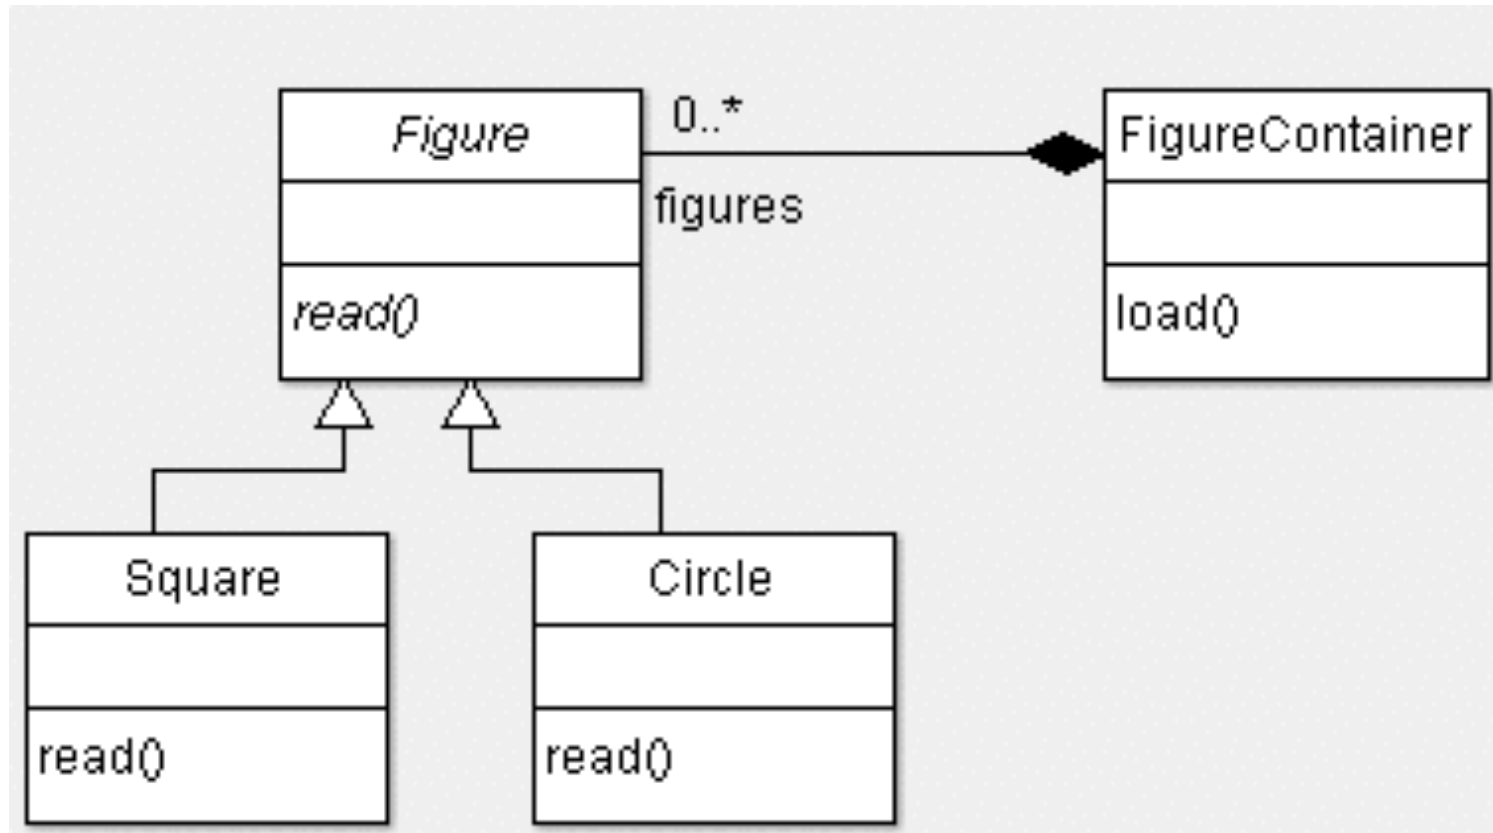 Figure
0..*
FigureContainer
figures
read()
load()
Square
Circle
read()
read()